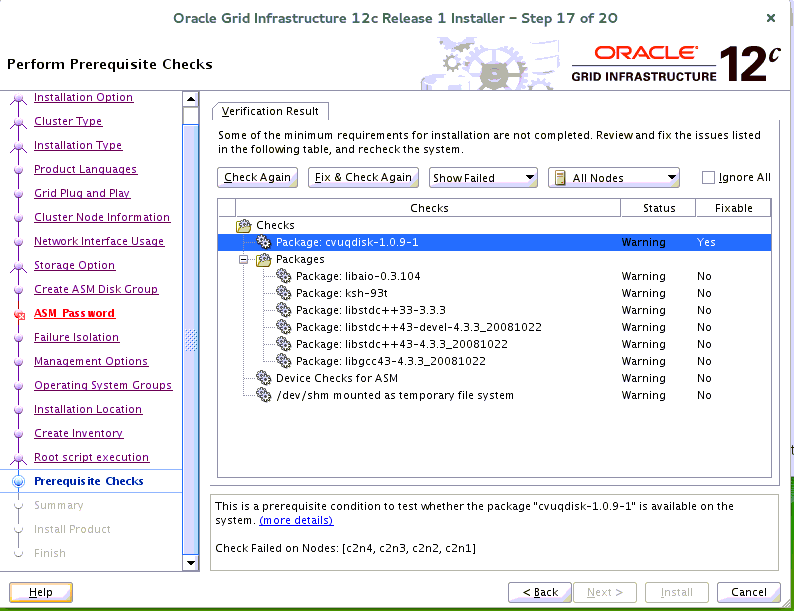 Oracle Grid Infrastructure 12c Release 1 Installer – Step 17 of 20
Perform Prerequisite Checks
ORACLE
GRID INFRASTRUCTURE
12c
Installation Option
Cluster Type
Installation Type
Product Languages
Grid Plug and Play
Cluster Node Information
Network Interface Usage
Storage Option
Create ASM Disk Group
ASM Password
Failure Isolation
Management Options
Operating System Groups
Installation Location
Create Inventory
Root script execution
Prerequisite Checks
Summary
Install Product
Finish
Verification Result
Some of the minimum requirements for installation are not completed. Review and fix the issues listed
in the following table, and recheck the system.
Check Again Fix & Check Again Show Failed All Nodes Ignore All
Checks Status Fixable
Checks
Package: cvuqdisk-1.0.9-1 Warning Yes
Packages
Package: libaio-0.3.104 Warning No
Package: ksh-93t Warning No
Package: libstdc++33-3.3.3 Warning No
Package: libstdc++43-devel-4.3.3_20081022 Warning No
Package: libstdc++43-4.3.3_20081022 Warning No
Package: libgcc43-4.3.3_20081022 Warning No
Device Checks for ASM Warning No
/dev/shm mounted as temporary file system Warning No
This is a prerequisite condition to test whether the package "cvuqdisk-1.0.9-1" is available on the
system. (more details)
Check Failed on Nodes: [c2n4, c2n3, c2n2, c2n1]
Help < Back Next > Install Cancel